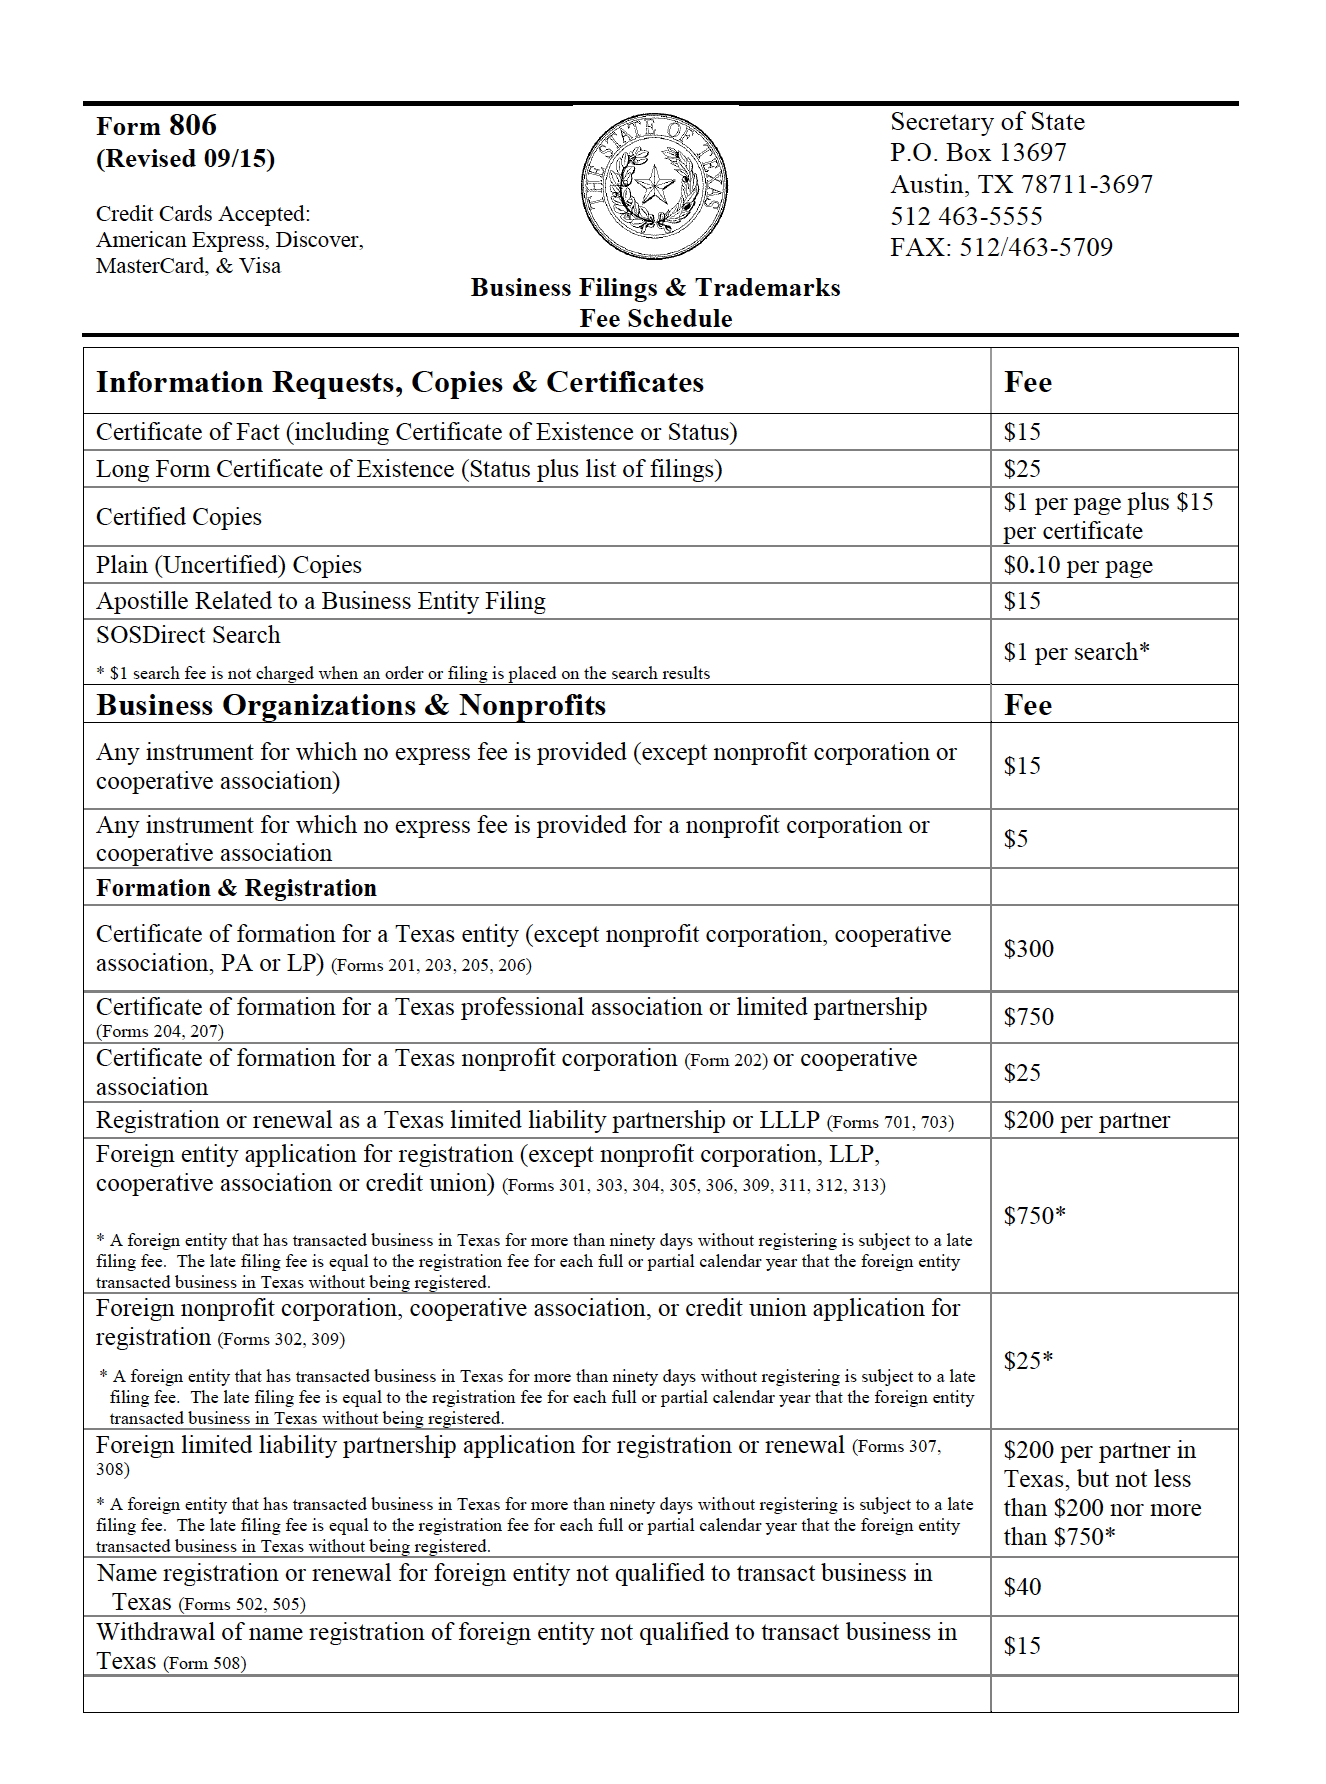 Form 806
(Revised 09/15)
Credit Cards Accepted:
American Express, Discover,
MasterCard, & Visa
THE STATE OF TEXAS
Business Filings & Trademarks
Fee Schedule
Secretary of State
P.O. Box 13697
Austin, TX 78711-3697
512 463-5555
FAX: 512/463-5709
Information Requests, Copies & Certificates
Fee
Certificate of Fact (including Certificate of Existence or Status)
$15
Long Form Certificate of Existence (Status plus list of filings)
$25
Certified Copies
$1 per page plus $15
per certificate
Plain (Uncertified) Copies
$0.10 per page
Apostille Related to a Business Entity Filing
$15
SOSDirect Search
* $1 search fee is not charged when an order or filing is placed on the search results
$1 per search*
Business Organizations & Nonprofits
Fee
Any instrument for which no express fee is provided (except nonprofit corporation or
cooperative association)
$15
Any instrument for which no express fee is provided for a nonprofit corporation or
cooperative association
$5
Formation & Registration
Certificate of formation for a Texas entity (except nonprofit corporation, cooperative
association, PA or LP) (Forms 201, 203, 205, 206)
$300
Certificate of formation for a Texas professional association or limited partnership
(Forms 204, 207)
$750
Certificate of formation for a Texas nonprofit corporation (Form 202) or cooperative
association
$25
Registration or renewal as a Texas limited liability partnership or LLLP (Forms 701, 703)
$200 per partner
Foreign entity application for registration (except nonprofit corporation, LLP,
cooperative association or credit union) (Forms 301, 303, 304, 305, 306, 309, 311, 312, 313)
* A foreign entity that has transacted business in Texas for more than ninety days without registering is subject to a late
filing fee. The late filing fee is equal to the registration fee for each full or partial calendar year that the foreign entity
transacted business in Texas without being registered.
$750*
Foreign nonprofit corporation, cooperative association, or credit union application for
registration (Forms 302, 309)
* A foreign entity that has transacted business in Texas for more than ninety days without registering is subject to a late
filing fee. The late filing fee is equal to the registration fee for each full or partial calendar year that the foreign entity
transacted business in Texas without being registered.
$25*
Foreign limited liability partnership application for registration or renewal (Forms 307,
308)
* A foreign entity that has transacted business in Texas for more than ninety days without registering is subject to a late
filing fee. The late filing fee is equal to the registration fee for each full or partial calendar year that the foreign entity
transacted business in Texas without being registered.
$200 per partner in
Texas, but not less
than $200 nor more
than $750*
Name registration or renewal for foreign entity not qualified to transact business in
Texas (Forms 502, 505)
$40
Withdrawal of name registration of foreign entity not qualified to transact business in
Texas (Form 508)
$15